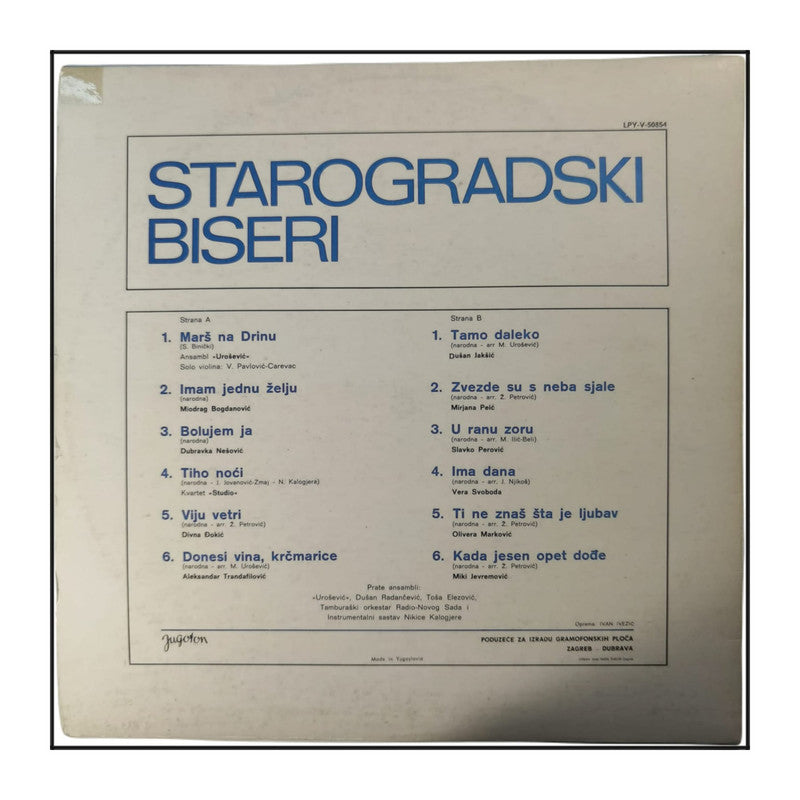 LPY-V-50854
STAROGRADSKI
BISERI
Strana A
1. Marš na Drinu
(S. Binički)
Ansambl »Urošević«
Solo violina: V. Pavlović-Carevac
2. Imam jednu želju
(narodna)
Miodrag Bogdanović
3. Bolujem ja
(narodna)
Dubravka Nešović
4. Tiho noći
(narodna - J. Jovanović-Zmaj - N. Kalogjera)
Kvartet »Studio«
5. Viju vetri
(narodna - arr. Ž. Petrović)
Divna Đokić
6. Donesi vina, krčmarice
(narodna - arr. M. Urošević)
Aleksandar Trandafilović
Strana B
1. Tamo daleko
(narodna - arr M. Urošević)
Dušan Jakšić
2. Zvezde su s neba sjale
(narodna - arr. Ž. Petrović)
Mirjana Peić
3. U ranu zoru
(narodna - arr. M. Ilić-Beli)
Slavko Perović
4. Ima dana
(narodna - arr. J. Njikoš)
Vera Svoboda
5. Ti ne znaš šta je ljubav
(narodna - arr. Ž. Petrović)
Olivera Marković
6. Kada jesen opet dođe
(narodna - arr. Ž. Petrović)
Miki Jevremović
Prate ansambli:
»Urošević«, Dušan Radančević, Toša Elezović,
Tamburaški orkestar Radio-Novog Sada i
Instrumentalni sastav Nikice Kalogjere
Oprema: IVAN IVEZIĆ
Jugoton
PODUZEĆE ZA IZRADU GRAMOFONSKIH PLOČA
ZAGREB - DUBRAVA
Made in Yugoslavia